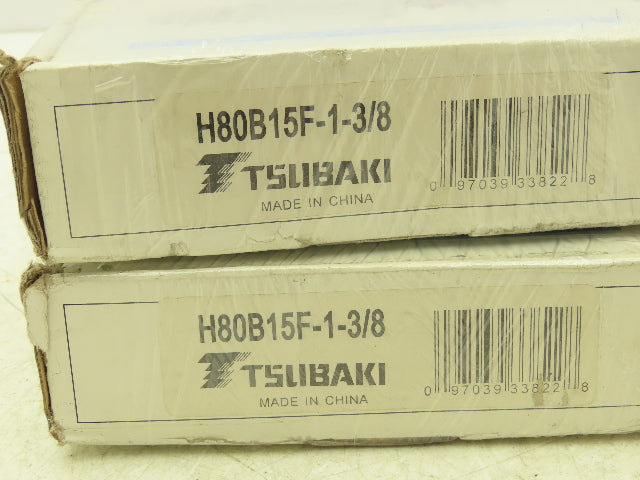 H80B15F-1-3/8
TSUBAKI
MADE IN CHINA
0 97039 33822 8
H80B15F-1-3/8
TSUBAKI
MADE IN CHINA
0 97039 33822 8